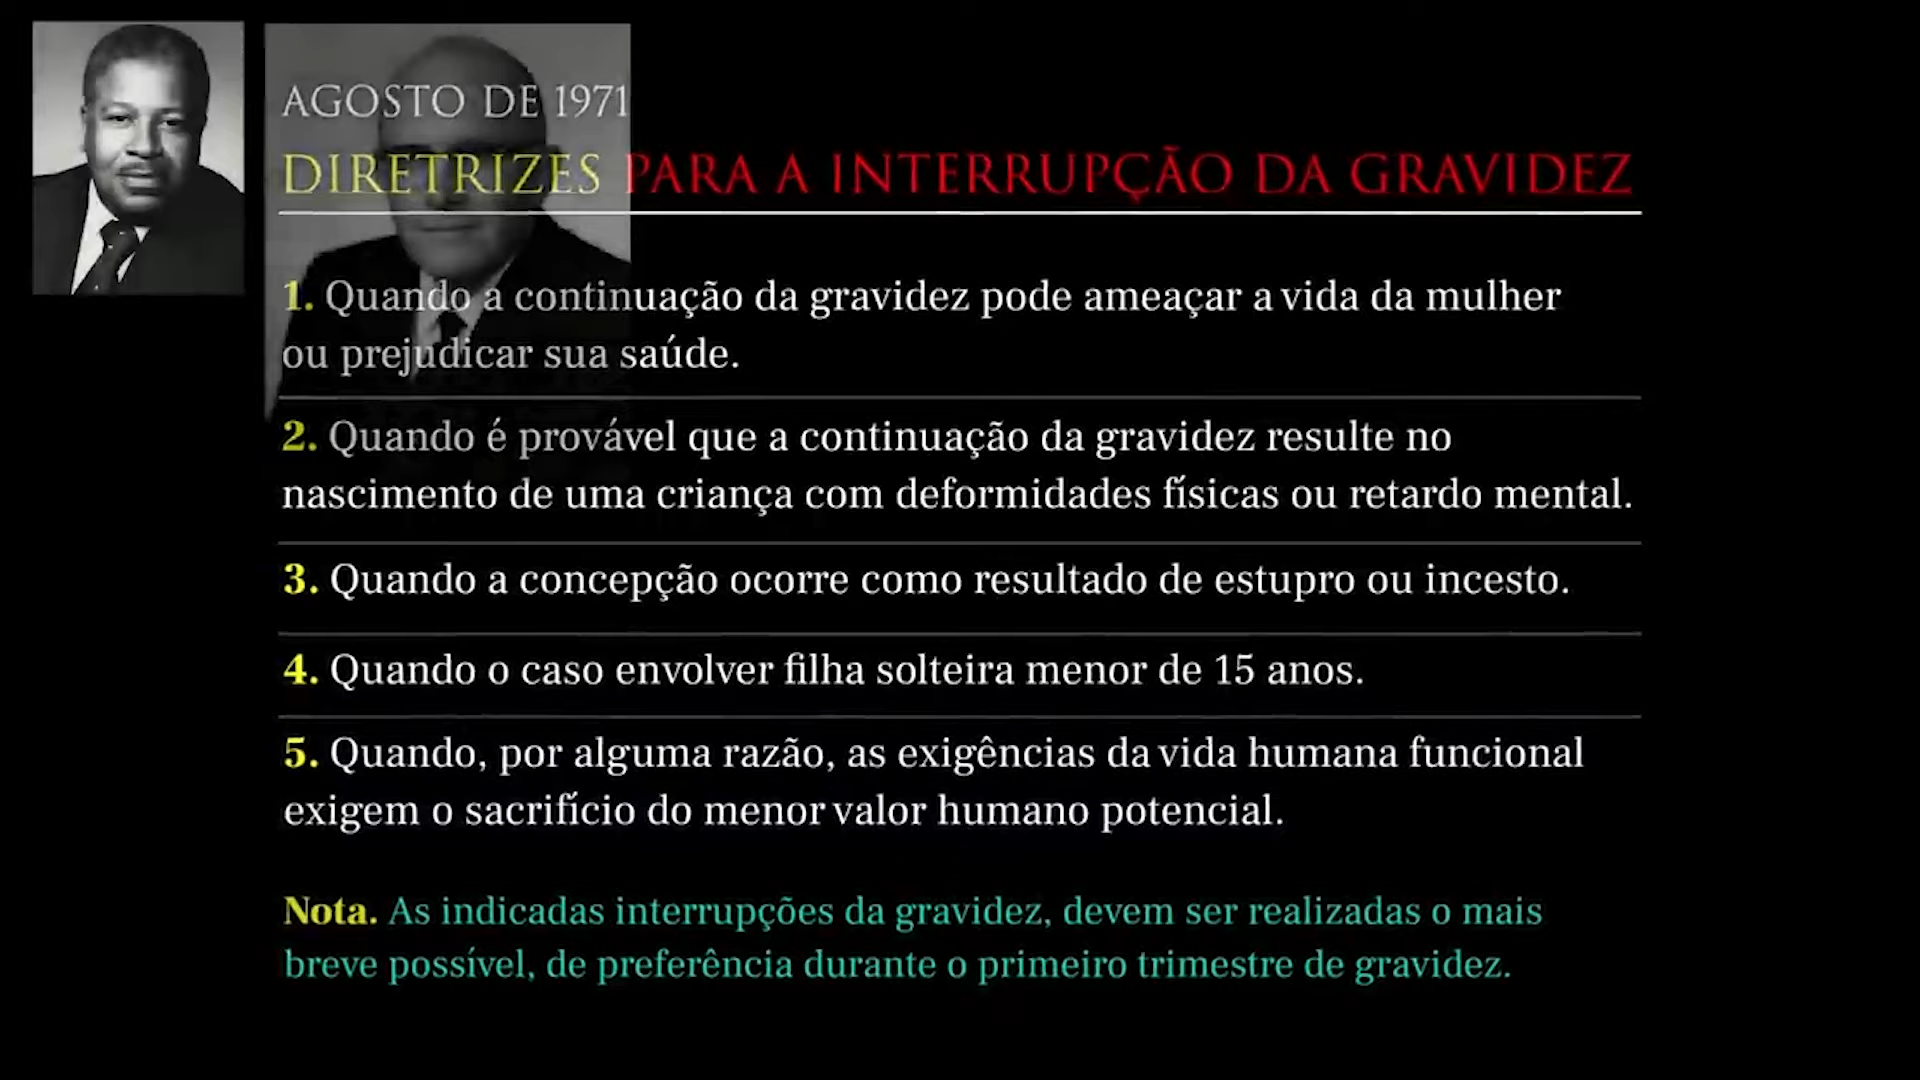 AGOSTO DE 1971
DIRETRIZES PARA A INTERRUPÇÃO DA GRAVIDEZ
1. Quando a continuação da gravidez pode ameaçar a vida da mulher
ou prejudicar sua saúde.
2. Quando é provável que a continuação da gravidez resulte no
nascimento de uma criança com deformidades físicas ou retardo mental.
3. Quando a concepção ocorre como resultado de estupro ou incesto.
4. Quando o caso envolver filha solteira menor de 15 anos.
5. Quando, por alguma razão, as exigências da vida humana funcional
exigem o sacrifício do menor valor humano potencial.
Nota. As indicadas interrupções da gravidez, devem ser realizadas o mais
breve possível, de preferência durante o primeiro trimestre de gravidez.